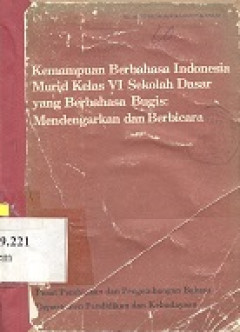 Kemampuan Berbahasa Indonesia
Murid Kelas VI Sekolah Dasar
yang Berbahasa Bugis:
Mendengarkan dan Berbicara
9.221
Pusat Pembinaan dan Pengembangan Bahasa
Departemen Pendidikan dan Kebudayaan